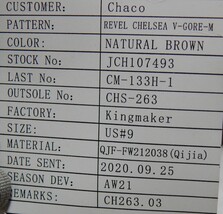 CUSTOMER: Chaco
PATTERN: REVEL CHELSEA V-GORE-M
COLOR: NATURAL BROWN
STOCK No: JCH107493
LAST No: CM-133H-1
OUTSOLE No: CHS-263
FACTORY: Kingmaker
SIZE: US#9
MATERIAL: QJF-FW212038(Qijia)
DATE SENT: 2020.09.25
SEASON DEV: AW21
REMARKS: CH263.03